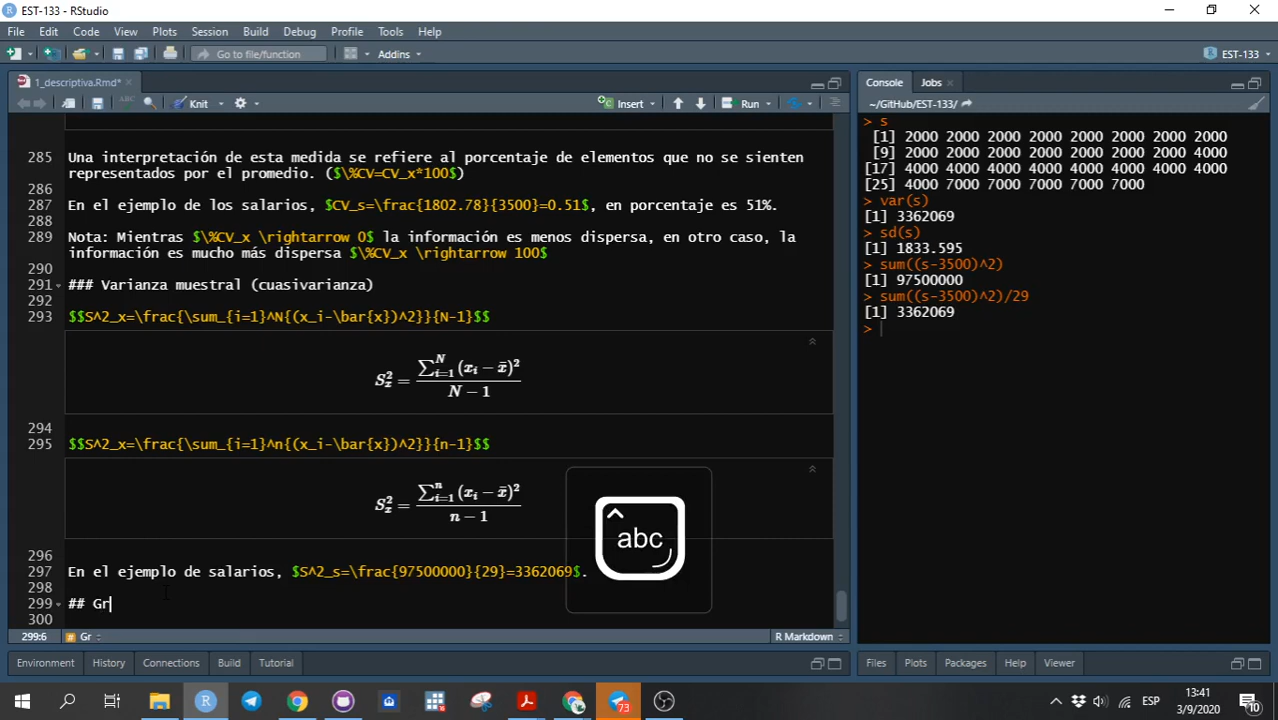 EST-133 - RStudio
File Edit Code View Plots Session Build Debug Profile Tools Help
Go to file/function Addins EST-133
1_descriptiva.Rmd*
Knit Insert Run
285 Una interpretación de esta medida se refiere al porcentaje de elementos que no se sienten
representados por el promedio. ($\%CV=CV_x*100$)
286
287 En el ejemplo de los salarios, $CV_s=\frac{1802.78}{3500}=0.51$, en porcentaje es 51%.
288
289 Nota: Mientras $\%CV_x \rightarrow 0$ la información es menos dispersa, en otro caso, la
información es mucho más dispersa $\%CV_x \rightarrow 100$
290
291 ### Varianza muestral (cuasivarianza)
292
293 $$S^2_x=\frac{\sum_{i=1}^N{(x_i-\bar{x})^2}}{N-1}$$
S²ₓ = ∑ᴺᵢ₌₁ (xᵢ − x̄)² / N − 1
294
295 $$S^2_x=\frac{\sum_{i=1}^n{(x_i-\bar{x})^2}}{n-1}$$
S²ₓ = ∑ⁿᵢ₌₁ (xᵢ − x̄)² / n − 1
296
297 En el ejemplo de salarios, $S^2_s=\frac{97500000}{29}=3362069$.
298
299 ## Gr
300
299:6 # Gr R Markdown
Environment History Connections Build Tutorial
abc
Console Jobs
~/GitHub/EST-133/
> s
[1] 2000 2000 2000 2000 2000 2000 2000 2000
[9] 2000 2000 2000 2000 2000 2000 2000 4000
[17] 4000 4000 4000 4000 4000 4000 4000 4000
[25] 4000 7000 7000 7000 7000 7000
> var(s)
[1] 3362069
> sd(s)
[1] 1833.595
> sum((s-3500)^2)
[1] 97500000
> sum((s-3500)^2)/29
[1] 3362069
>
Files Plots Packages Help Viewer
73
ESP
13:41
3/9/2020
10